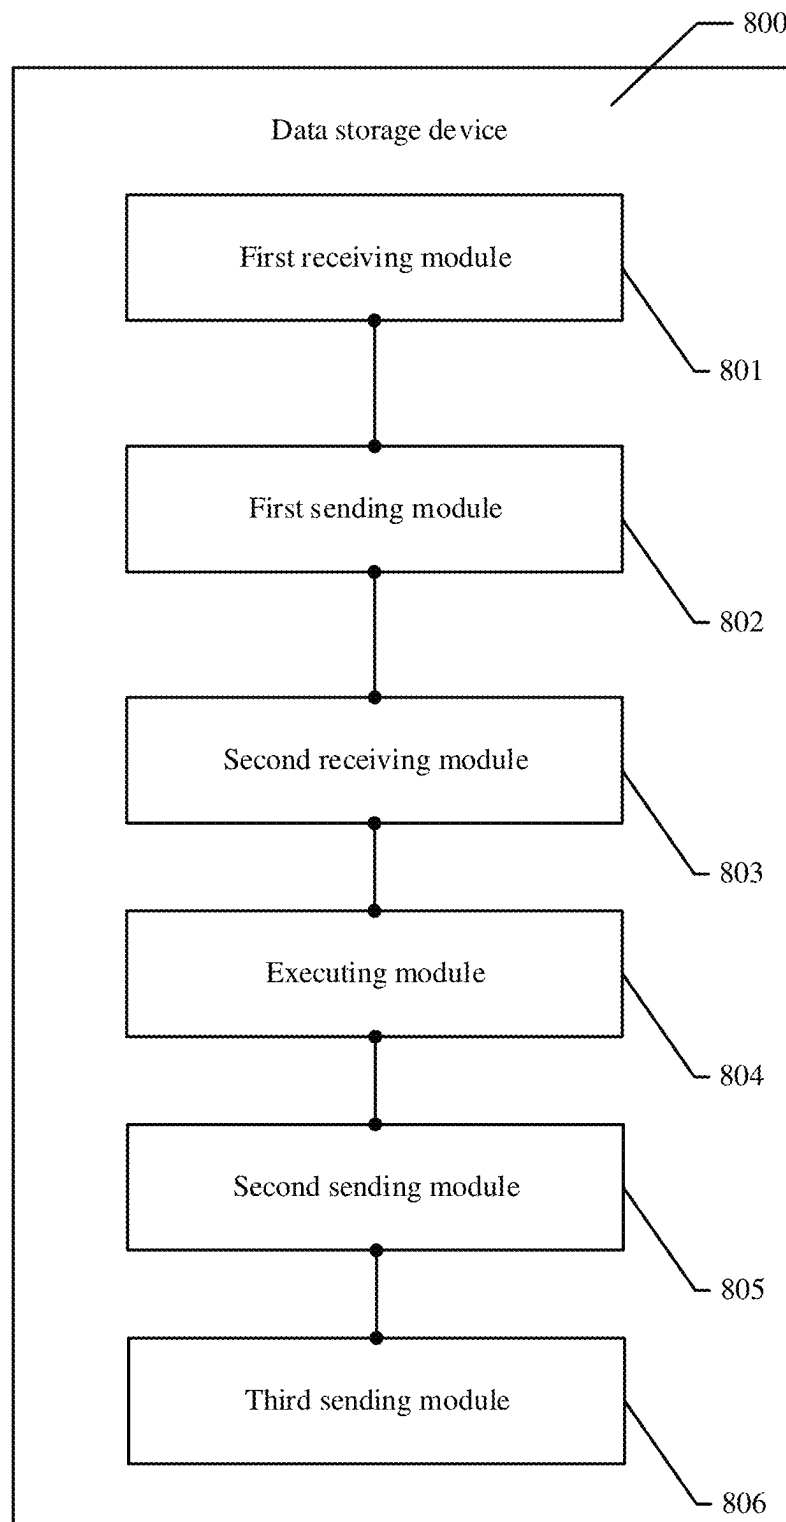 800
Data storage device
First receiving module
801
First sending module
802
Second receiving module
803
Executing module
804
Second sending module
805
Third sending module
806